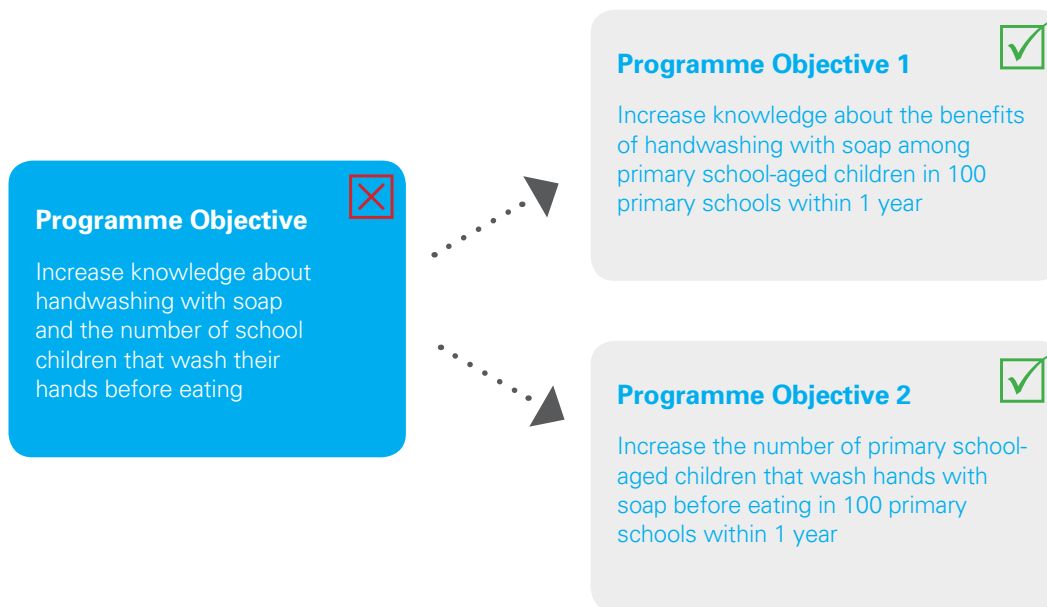 Programme Objective
Increase knowledge about
handwashing with soap
and the number of school
children that wash their
hands before eating
Programme Objective 1
Increase knowledge about the benefits
of handwashing with soap among
primary school-aged children in 100
primary schools within 1 year
Programme Objective 2
Increase the number of primary school-
aged children that wash hands with
soap before eating in 100 primary
schools within 1 year